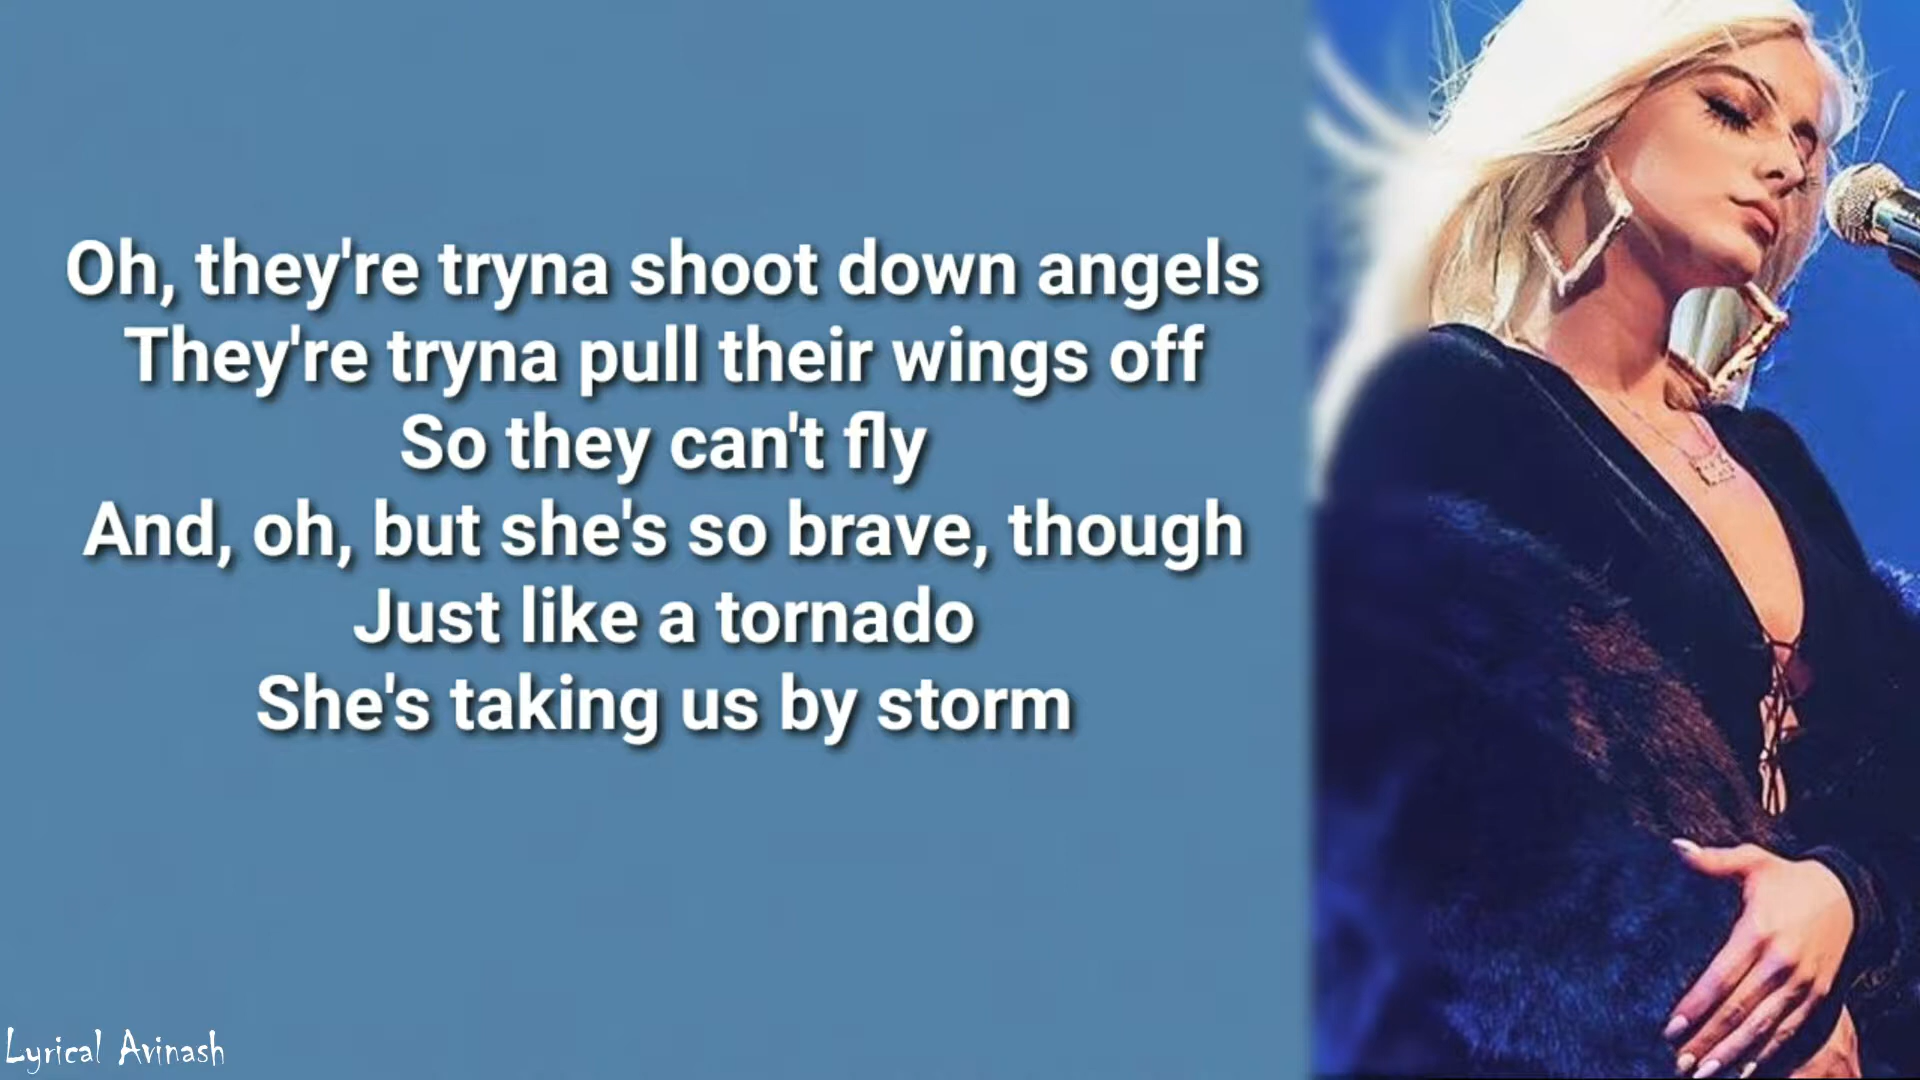 Oh, they're tryna shoot down angels
They're tryna pull their wings off
So they can't fly
And, oh, but she's so brave, though
Just like a tornado
She's taking us by storm
Lyrical Avinash